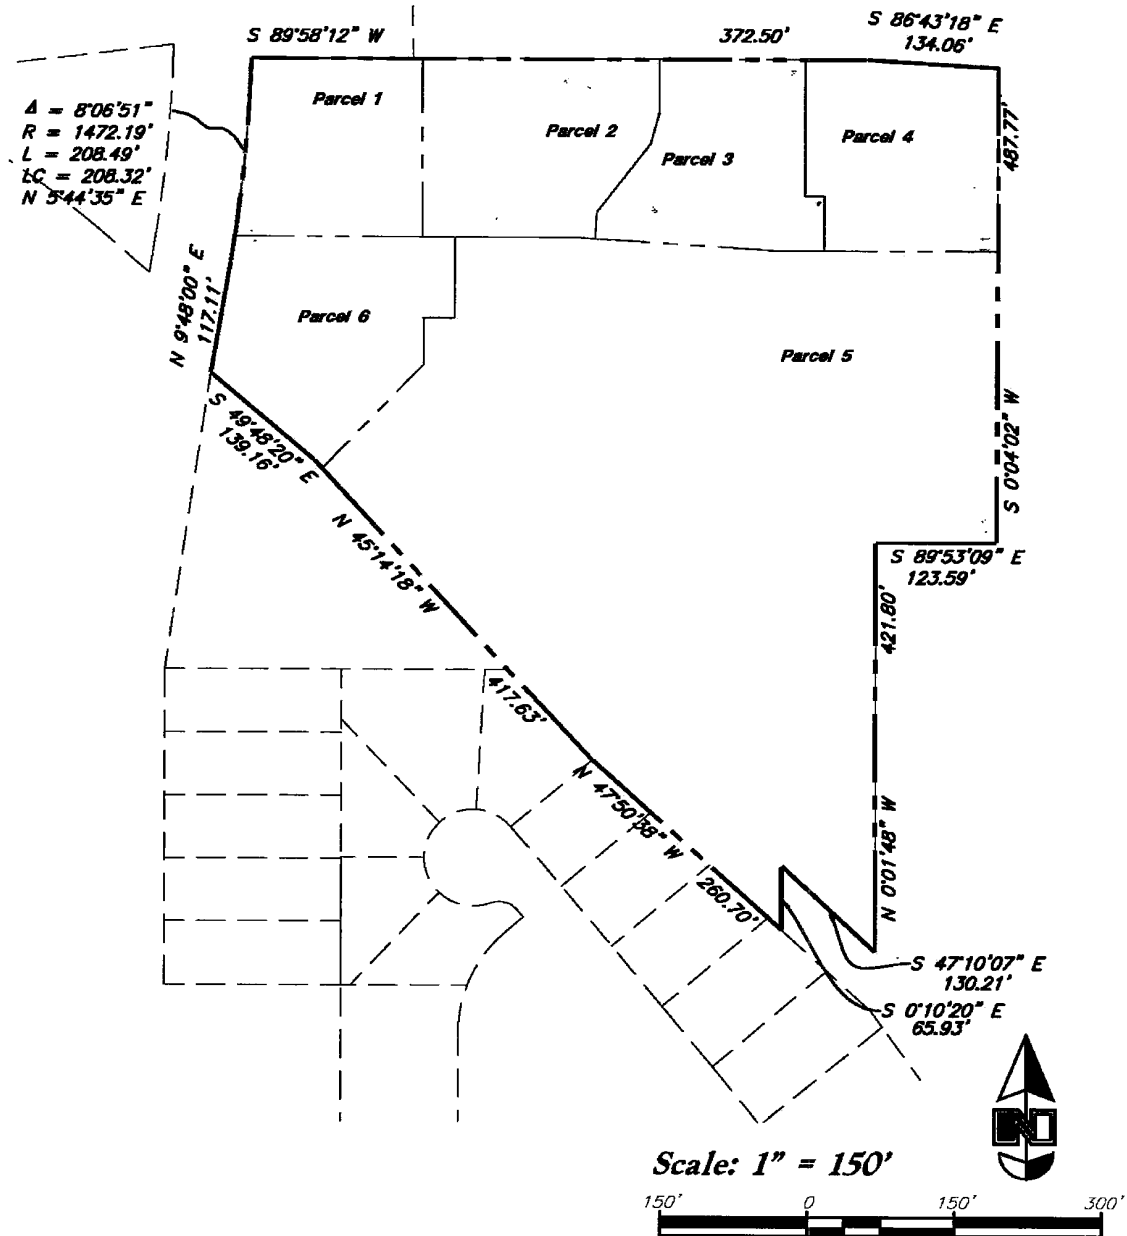 S 89°58'12" W
372.50'
S 86°43'18" E
134.06'
Δ = 8°06'51"
R = 1472.19'
L = 208.49'
LC = 208.32'
N 5°44'35" E
Parcel 1
Parcel 2
Parcel 3
Parcel 4
487.77'
N 9°48'00" E
117.11'
Parcel 6
Parcel 5
S 49°48'20" E
139.16'
S 0°04'02" W
N 45°14'18" W
417.63'
S 89°53'09" E
123.59'
421.80'
N 0°01'48" W
N 47°50'38" W
260.70'
S 47°10'07" E
130.21'
S 0°10'20" E
65.93'
N
Scale: 1" = 150'
150' 0 150' 300'